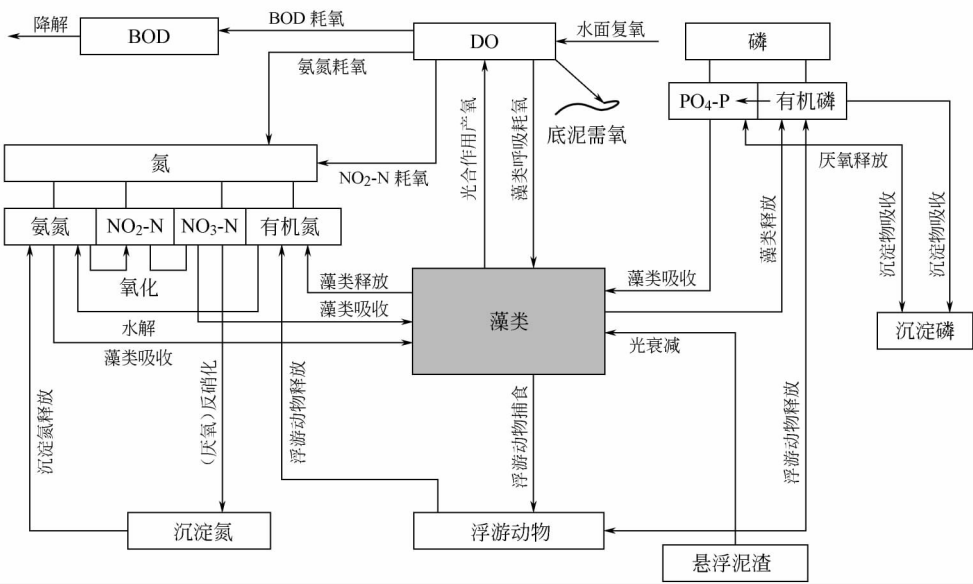 降解
BOD
BOD 耗氧
DO
水面复氧
磷
氨氮耗氧
底泥需氧
PO₄-P
有机磷
氮
NO₂-N 耗氧
光合作用产氧
藻类呼吸耗氧
厌氧释放
氨氮
NO₂-N
NO₃-N
有机氮
藻类释放
沉淀物吸收
沉淀物吸收
氧化
藻类释放
藻类吸收
藻类吸收
藻类
水解
藻类吸收
光衰减
沉淀磷
沉淀氮释放
(厌氧)反硝化
浮游动物释放
浮游动物捕食
浮游动物释放
沉淀氮
浮游动物
悬浮泥渣